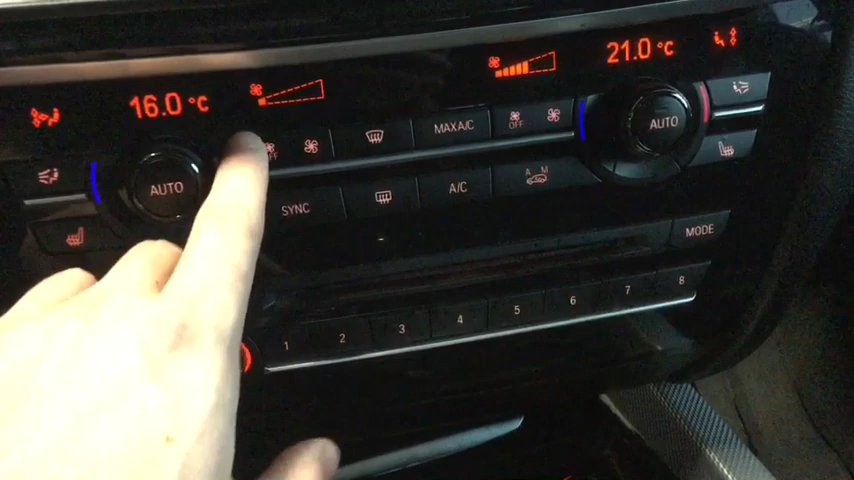 16.0 °C
21.0 °C
AUTO
MAX A/C
OFF
AUTO
SYNC
A/C
A M
MODE
1 2 3 4 5 6 7 8